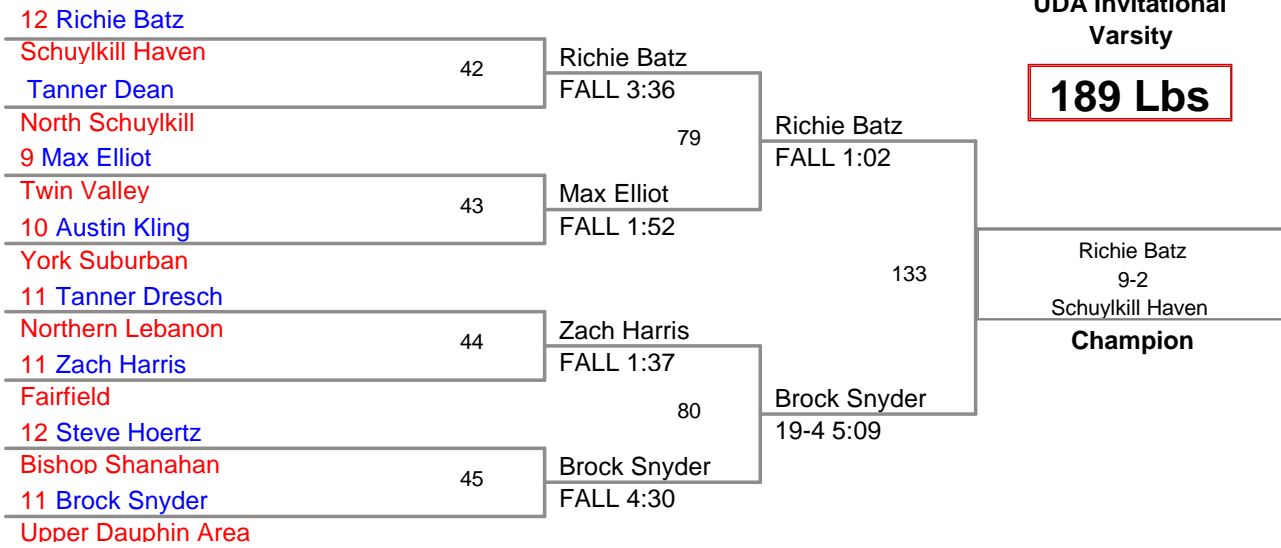 UDA Invitational
Varsity
189 Lbs
12 Richie Batz
Schuylkill Haven
Tanner Dean
North Schuylkill
9 Max Elliot
Twin Valley
10 Austin Kling
York Suburban
11 Tanner Dresch
Northern Lebanon
11 Zach Harris
Fairfield
12 Steve Hoertz
Bishop Shanahan
11 Brock Snyder
Upper Dauphin Area
42
43
44
45
Richie Batz
FALL 3:36
Max Elliot
FALL 1:52
Zach Harris
FALL 1:37
Brock Snyder
FALL 4:30
79
80
Richie Batz
FALL 1:02
Brock Snyder
19-4 5:09
133
Richie Batz
9-2
Schuylkill Haven
Champion